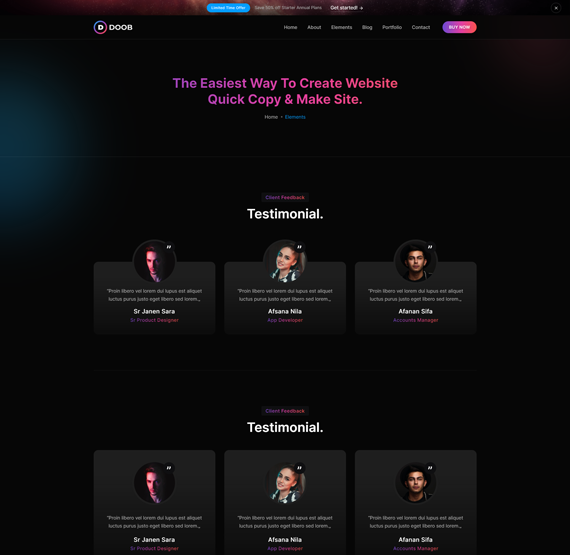 Limited Time Offer Save 50% off Starter Annual Plans Get started! →
D DOOB Home About Elements Blog Portfolio Contact BUY NOW
The Easiest Way To Create Website
Quick Copy & Make Site.
Home Elements
Client Feedback
Testimonial.
"Proin libero vel lorem dui lupus est aliquet
luctus purus justo eget libero sed lorem.,
Sr Janen Sara
Sr Product Designer
"Proin libero vel lorem dui lupus est aliquet
luctus purus justo eget libero sed lorem.,
Afsana Nila
App Developer
"Proin libero vel lorem dui lupus est aliquet
luctus purus justo eget libero sed lorem.,
Afanan Sifa
Accounts Manager
Client Feedback
Testimonial.
"Proin libero vel lorem dui lupus est aliquet
luctus purus justo eget libero sed lorem.,
Sr Janen Sara
Sr Product Designer
"Proin libero vel lorem dui lupus est aliquet
luctus purus justo eget libero sed lorem.,
Afsana Nila
App Developer
"Proin libero vel lorem dui lupus est aliquet
luctus purus justo eget libero sed lorem.,
Afanan Sifa
Accounts Manager